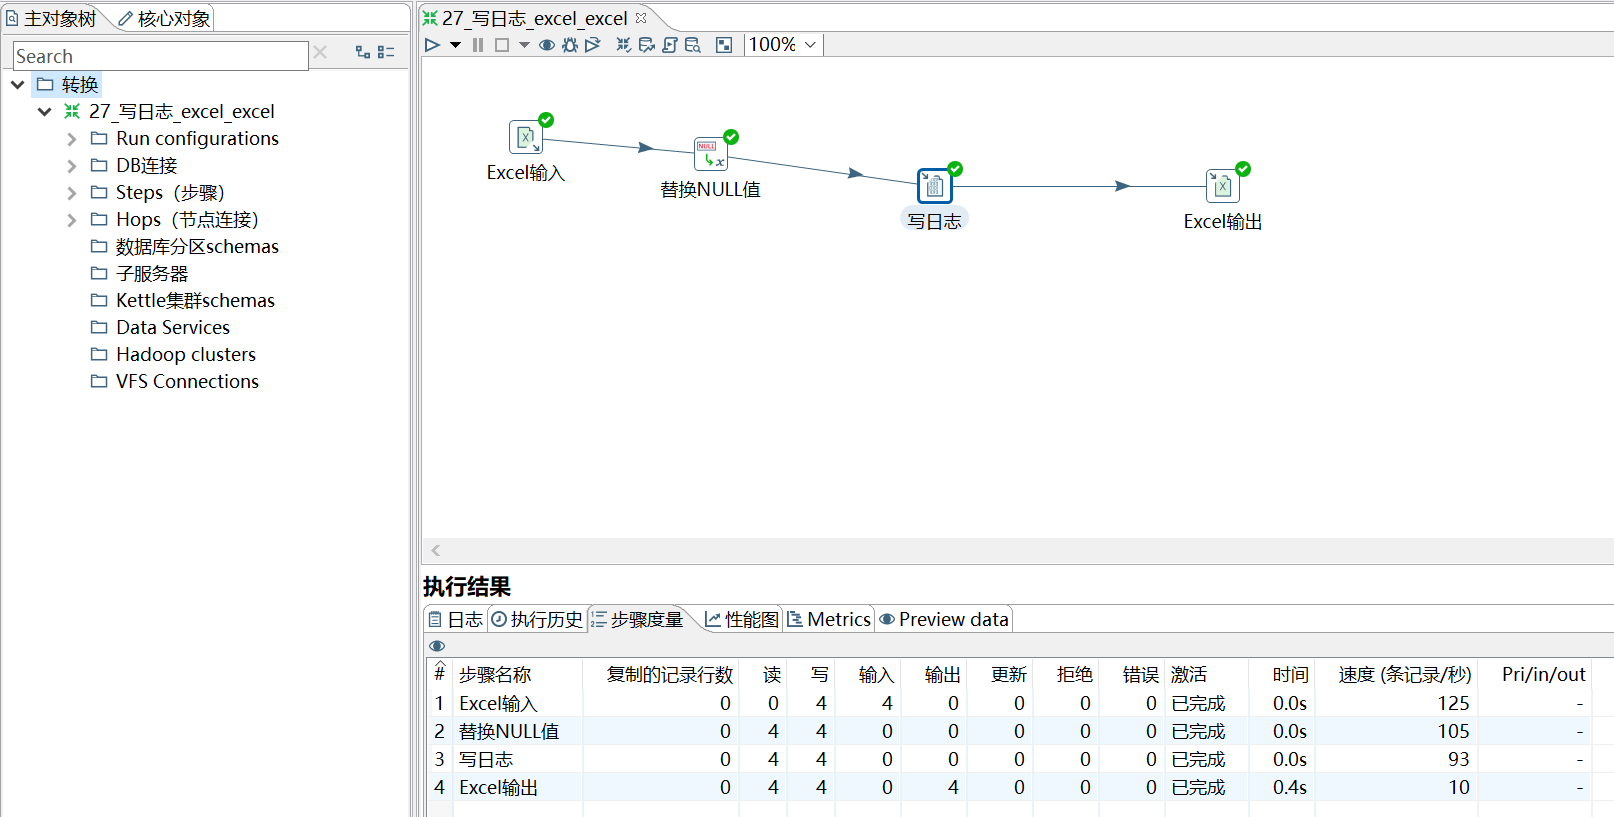 主对象树 核心对象
Search
转换
27_写日志_excel_excel
Run configurations
DB连接
Steps（步骤）
Hops（节点连接）
数据库分区schemas
子服务器
Kettle集群schemas
Data Services
Hadoop clusters
VFS Connections
27_写日志_excel_excel
100%
Excel输入
NULL
替换NULL值
写日志
Excel输出
执行结果
日志 执行历史 步骤度量 性能图 Metrics Preview data
# 步骤名称 复制的记录行数 读 写 输入 输出 更新 拒绝 错误 激活 时间 速度 (条记录/秒) Pri/in/out
1 Excel输入 0 0 4 4 0 0 0 0 已完成 0.0s 125 -
2 替换NULL值 0 4 4 0 0 0 0 0 已完成 0.0s 105 -
3 写日志 0 4 4 0 0 0 0 0 已完成 0.0s 93 -
4 Excel输出 0 4 4 0 4 0 0 0 已完成 0.4s 10 -